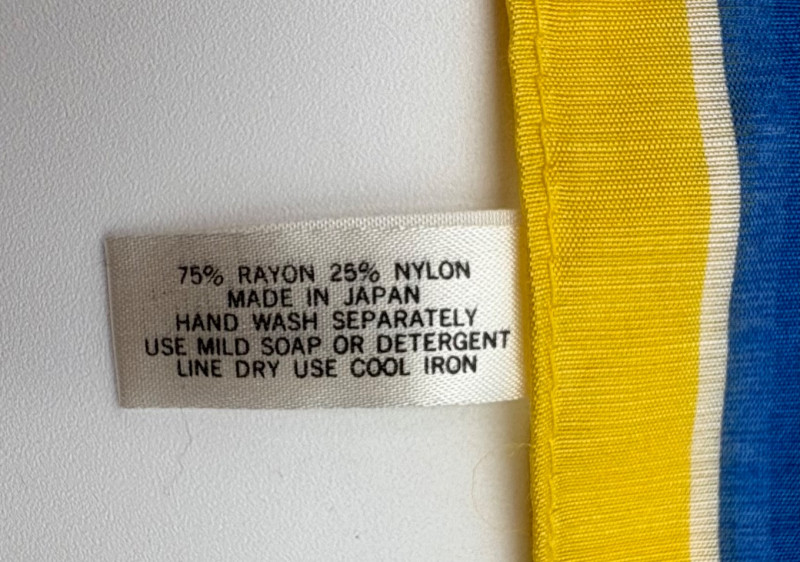 75% RAYON 25% NYLON
MADE IN JAPAN
HAND WASH SEPARATELY
USE MILD SOAP OR DETERGENT
LINE DRY USE COOL IRON